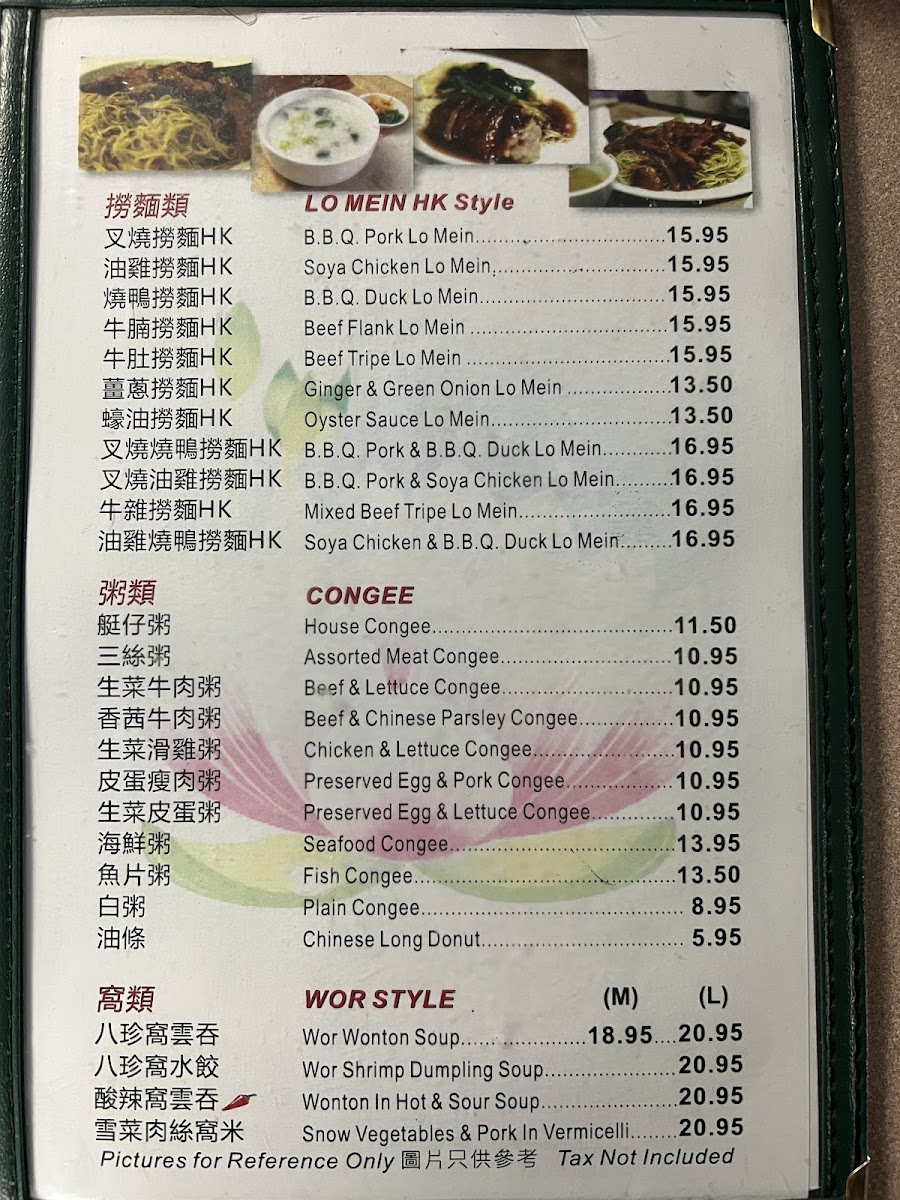 撈麵類 LO MEIN HK Style
叉燒撈麵HK B.B.Q. Pork Lo Mein..........15.95
油雞撈麵HK Soya Chicken Lo Mein..........15.95
燒鴨撈麵HK B.B.Q. Duck Lo Mein..........15.95
牛腩撈麵HK Beef Flank Lo Mein..........15.95
牛肚撈麵HK Beef Tripe Lo Mein..........15.95
薑蔥撈麵HK Ginger & Green Onion Lo Mein..........13.50
蠔油撈麵HK Oyster Sauce Lo Mein..........13.50
叉燒燒鴨撈麵HK B.B.Q. Pork & B.B.Q. Duck Lo Mein..........16.95
叉燒油雞撈麵HK B.B.Q. Pork & Soya Chicken Lo Mein..........16.95
牛雜撈麵HK Mixed Beef Tripe Lo Mein..........16.95
油雞燒鴨撈麵HK Soya Chicken & B.B.Q. Duck Lo Mein..........16.95
粥類 CONGEE
艇仔粥 House Congee..........11.50
三絲粥 Assorted Meat Congee..........10.95
生菜牛肉粥 Beef & Lettuce Congee..........10.95
香茜牛肉粥 Beef & Chinese Parsley Congee..........10.95
生菜滑雞粥 Chicken & Lettuce Congee..........10.95
皮蛋瘦肉粥 Preserved Egg & Pork Congee..........10.95
生菜皮蛋粥 Preserved Egg & Lettuce Congee..........10.95
海鮮粥 Seafood Congee..........13.95
魚片粥 Fish Congee..........13.50
白粥 Plain Congee.......... 8.95
油條 Chinese Long Donut.......... 5.95
窩類 WOR STYLE (M) (L)
八珍窩雲吞 Wor Wonton Soup..........18.95....20.95
八珍窩水餃 Wor Shrimp Dumpling Soup..........20.95
酸辣窩雲吞 Wonton In Hot & Sour Soup..........20.95
雪菜肉絲窩米 Snow Vegetables & Pork In Vermicelli........20.95
Pictures for Reference Only 圖片只供參考 Tax Not Included